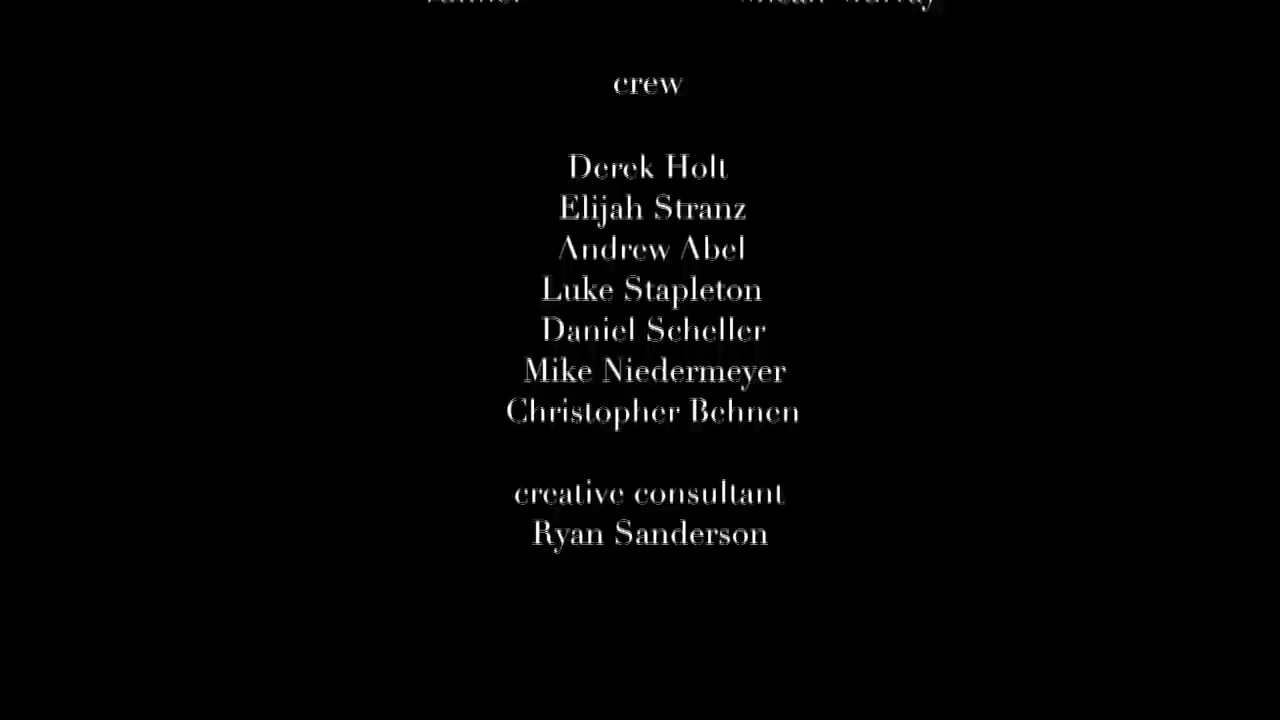 crew
Derek Holt
Elijah Stranz
Andrew Abel
Luke Stapleton
Daniel Scheller
Mike Niedermeyer
Christopher Behnen
creative consultant
Ryan Sanderson